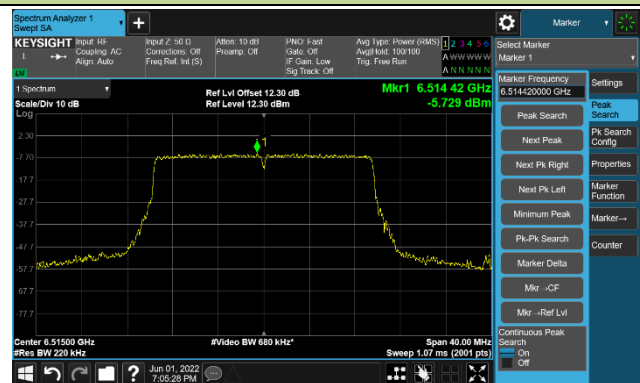 Spectrum Analyzer 1
Swept SA
KEYSIGHT
L
Input: RF
Coupling: AC
Align: Auto
Input Z: 50 Ω
Corrections: Off
Freq Ref: Int (S)
Atten: 10 dB
Preamp: Off
PNO: Fast
Gate: Off
IF Gain: Low
Sig Track: Off
Avg Type: Power (RMS)
Avg|Hold: 100/100
Trig: Free Run
1 2 3 4 5 6
A W W W W W
A N N N N N
1 Spectrum
Scale/Div 10 dB
Log
Ref Lvl Offset 12.30 dB
Ref Level 12.30 dBm
Mkr1 6.514 42 GHz
-5.729 dBm
1
2.30
-7.70
-17.7
-27.7
-37.7
-47.7
-57.7
-67.7
-77.7
Center 6.51500 GHz
#Res BW 220 kHz
#Video BW 680 kHz*
Span 40.00 MHz
Sweep 1.07 ms (2001 pts)
?
Jun 01, 2022
7:05:28 PM
Marker
Select Marker
Marker 1
Marker Frequency
6.514420000 GHz
Peak Search
Next Peak
Next Pk Right
Next Pk Left
Minimum Peak
Pk-Pk Search
Marker Delta
Mkr→CF
Mkr→Ref Lvl
Continuous Peak
Search
On
Off
Settings
Peak
Search
Pk Search
Config
Properties
Marker
Function
Marker→
Counter